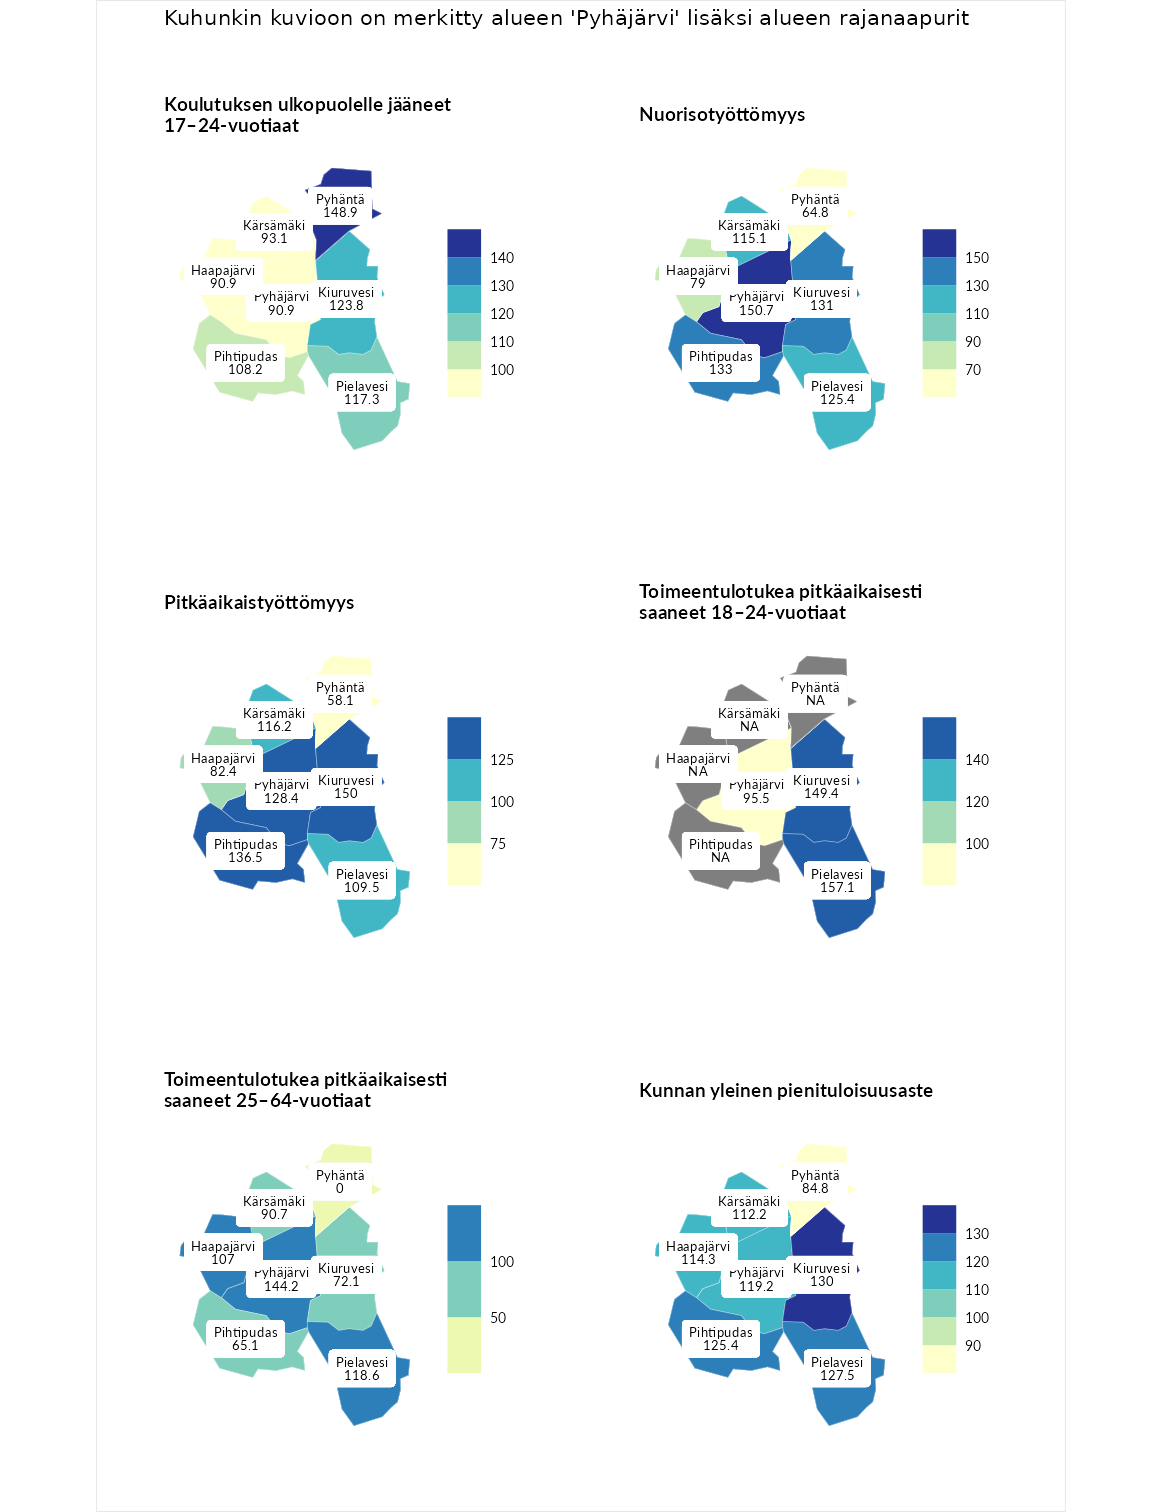 Kuhunkin kuvioon on merkitty alueen 'Pyhäjärvi' lisäksi alueen rajanaapurit
Koulutuksen ulkopuolelle jääneet
17–24-vuotiaat
Pyhäntä
148.9
Kärsämäki
93.1
Haapajärvi
90.9
Pyhäjärvi
90.9
Kiuruvesi
123.8
Pihtipudas
108.2
Pielavesi
117.3
140
130
120
110
100
Nuorisotyöttömyys
Pyhäntä
64.8
Kärsämäki
115.1
Haapajärvi
79
Pyhäjärvi
150.7
Kiuruvesi
131
Pihtipudas
133
Pielavesi
125.4
150
130
110
90
70
Pitkäaikaistyöttömyys
Pyhäntä
58.1
Kärsämäki
116.2
Haapajärvi
82.4
Pyhäjärvi
128.4
Kiuruvesi
150
Pihtipudas
136.5
Pielavesi
109.5
125
100
75
Toimeentulotukea pitkäaikaisesti
saaneet 18–24-vuotiaat
Pyhäntä
NA
Kärsämäki
NA
Haapajärvi
NA
Pyhäjärvi
95.5
Kiuruvesi
149.4
Pihtipudas
NA
Pielavesi
157.1
140
120
100
Toimeentulotukea pitkäaikaisesti
saaneet 25–64-vuotiaat
Pyhäntä
0
Kärsämäki
90.7
Haapajärvi
107
Pyhäjärvi
144.2
Kiuruvesi
72.1
Pihtipudas
65.1
Pielavesi
118.6
100
50
Kunnan yleinen pienituloisuusaste
Pyhäntä
84.8
Kärsämäki
112.2
Haapajärvi
114.3
Pyhäjärvi
119.2
Kiuruvesi
130
Pihtipudas
125.4
Pielavesi
127.5
130
120
110
100
90